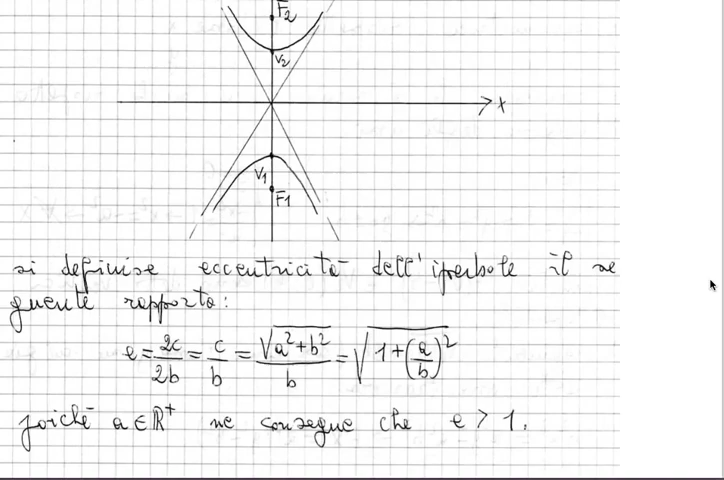 F2
V2
x
V1
F1
si definise eccentricità dell'iperbole il se
guente rapporto:
e = 2c/2b = c/b = √(a²+b²)/b = √(1+(a/b)²)
poiché a ∈ ℝ⁺ ne consegue che e > 1.